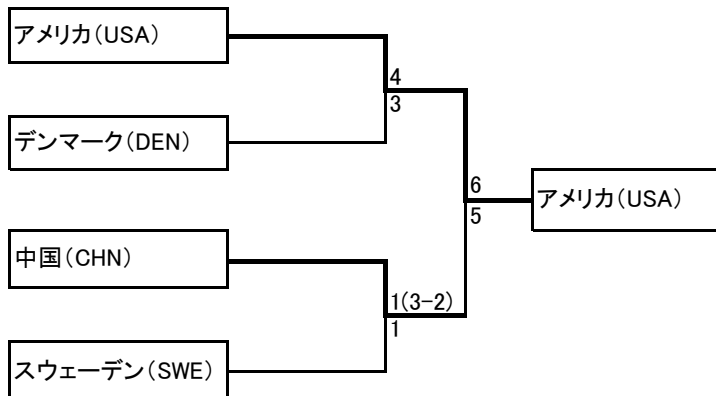 アメリカ(USA)
4
3
デンマーク(DEN)
6
アメリカ(USA)
5
中国(CHN)
1(3-2)
1
スウェーデン(SWE)